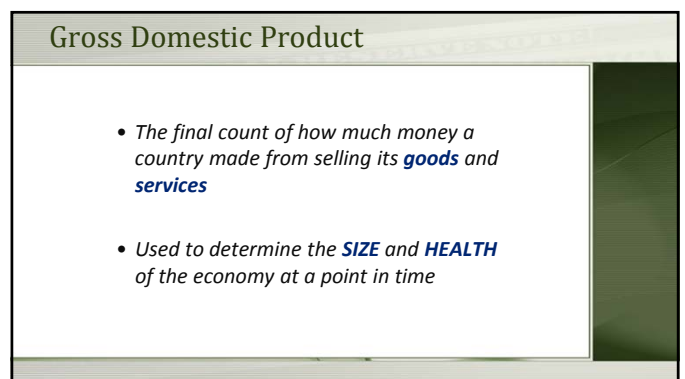 Gross Domestic Product
• The final count of how much money a
country made from selling its goods and
services
• Used to determine the SIZE and HEALTH
of the economy at a point in time